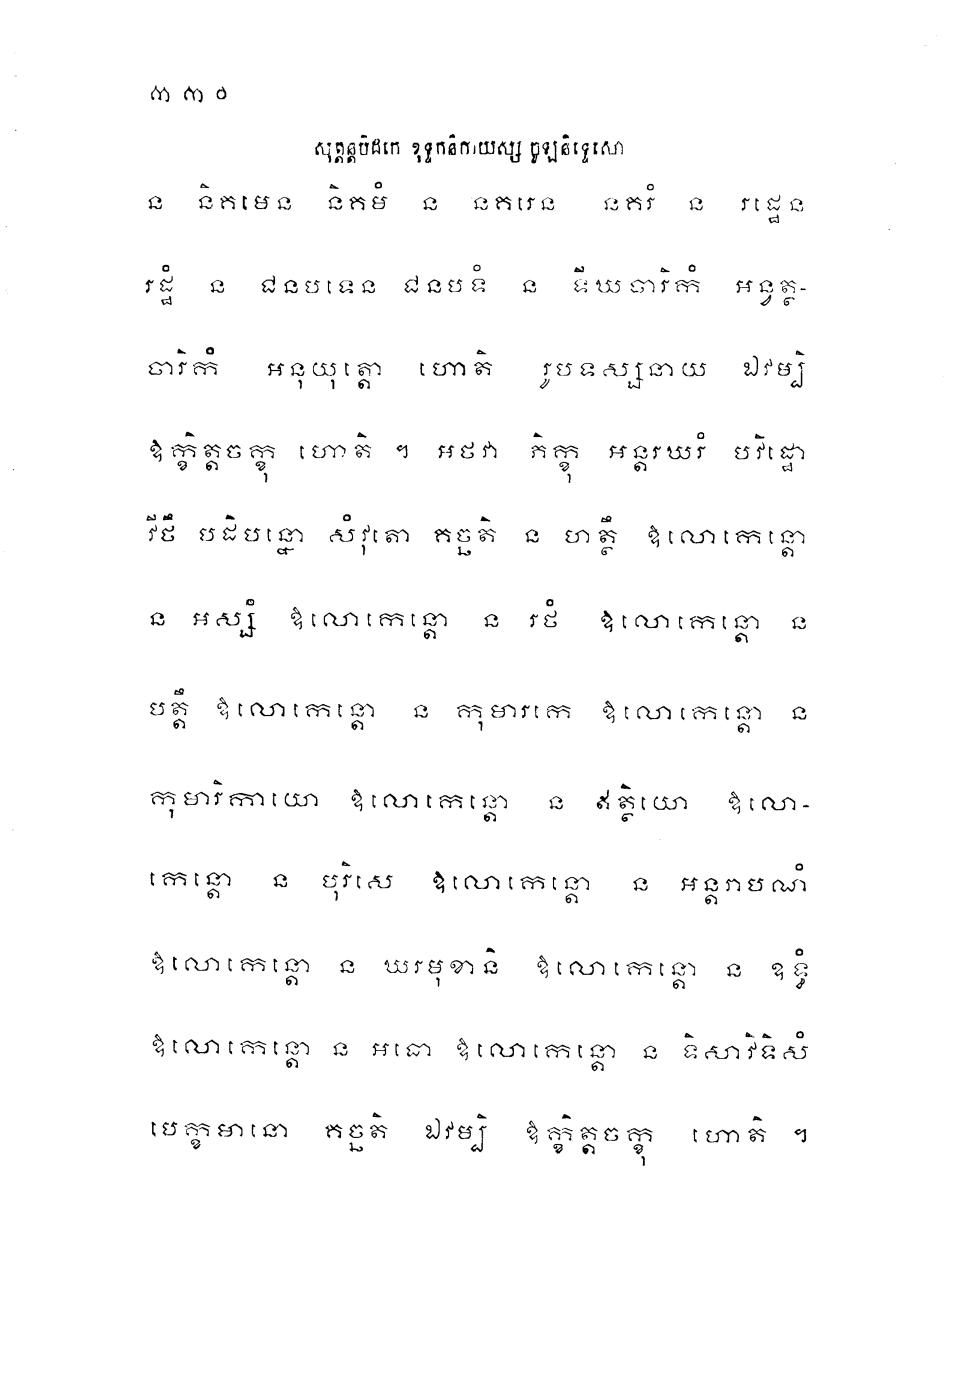 ៣៣០
សុត្តន្តបិដកេ ខុទ្ទកនិកាយស្ស ចូឡនិទ្ទេសោ
ន និគមេន និគមំ ន នគរេន នគរំ ន រដ្ឋេន
រដ្ឋំ ន ជនបទេន ជនបទំ ន ទីឃចារិកំ អនវត្ថ-
ចារិកំ អនុយុត្តោ ហោតិ រូបទស្សនាយ ឯវម្បិ
ឱក្ខិត្តចក្ខុ ហោតិ ។ អថវា ភិក្ខុ អន្តរឃរំ បវិដ្ឋោ
វីថឹ បដិបន្នោ សំវុតោ គច្ឆតិ ន ហត្ថឹ ឱលោកេន្តោ
ន អស្សំ ឱលោកេន្តោ ន រថំ ឱលោកេន្តោ ន
បត្តឹ ឱលោកេន្តោ ន កុមារកេ ឱលោកេន្តោ ន
កុមារិកាយោ ឱលោកេន្តោ ន ឥត្ថិយោ ឱលោ-
កេន្តោ ន បុរិសេ ឱលោកេន្តោ ន អន្តរាបណំ
ឱលោកេន្តោ ន ឃរមុខានិ ឱលោកេន្តោ ន ឧទ្ធំ
ឱលោកេន្តោ ន អធោ ឱលោកេន្តោ ន ទិសាវិទិសំ
បេក្ខមានោ គច្ឆតិ ឯវម្បិ ឱក្ខិត្តចក្ខុ ហោតិ ។